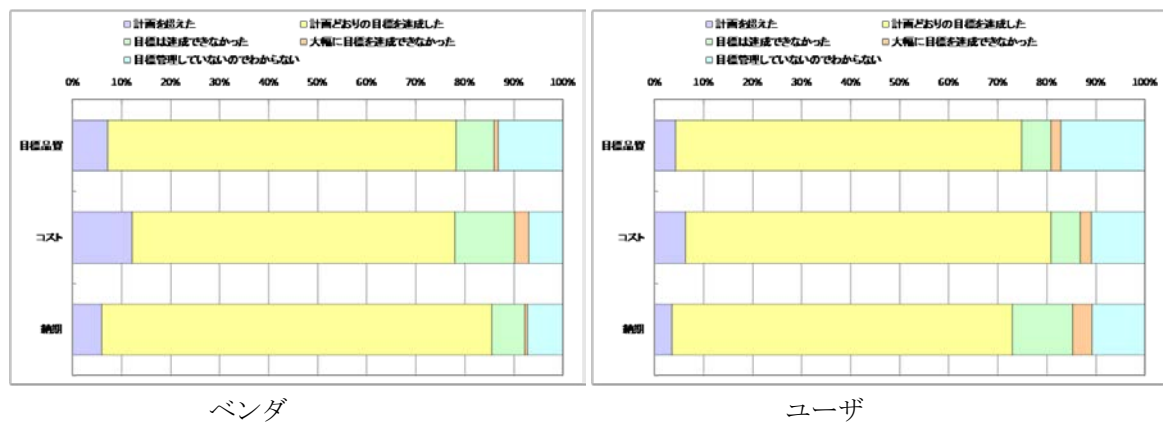 計画を超えた 計画どおりの目標を達成した
目標は達成できなかった 大幅に目標を達成できなかった
目標管理していないのでわからない
0% 10% 20% 30% 40% 50% 60% 70% 80% 90% 100%
目標品質
コスト
納期
計画を超えた 計画どおりの目標を達成した
目標は達成できなかった 大幅に目標を達成できなかった
目標管理していないのでわからない
0% 10% 20% 30% 40% 50% 60% 70% 80% 90% 100%
目標品質
コスト
納期
ベンダ ユーザ